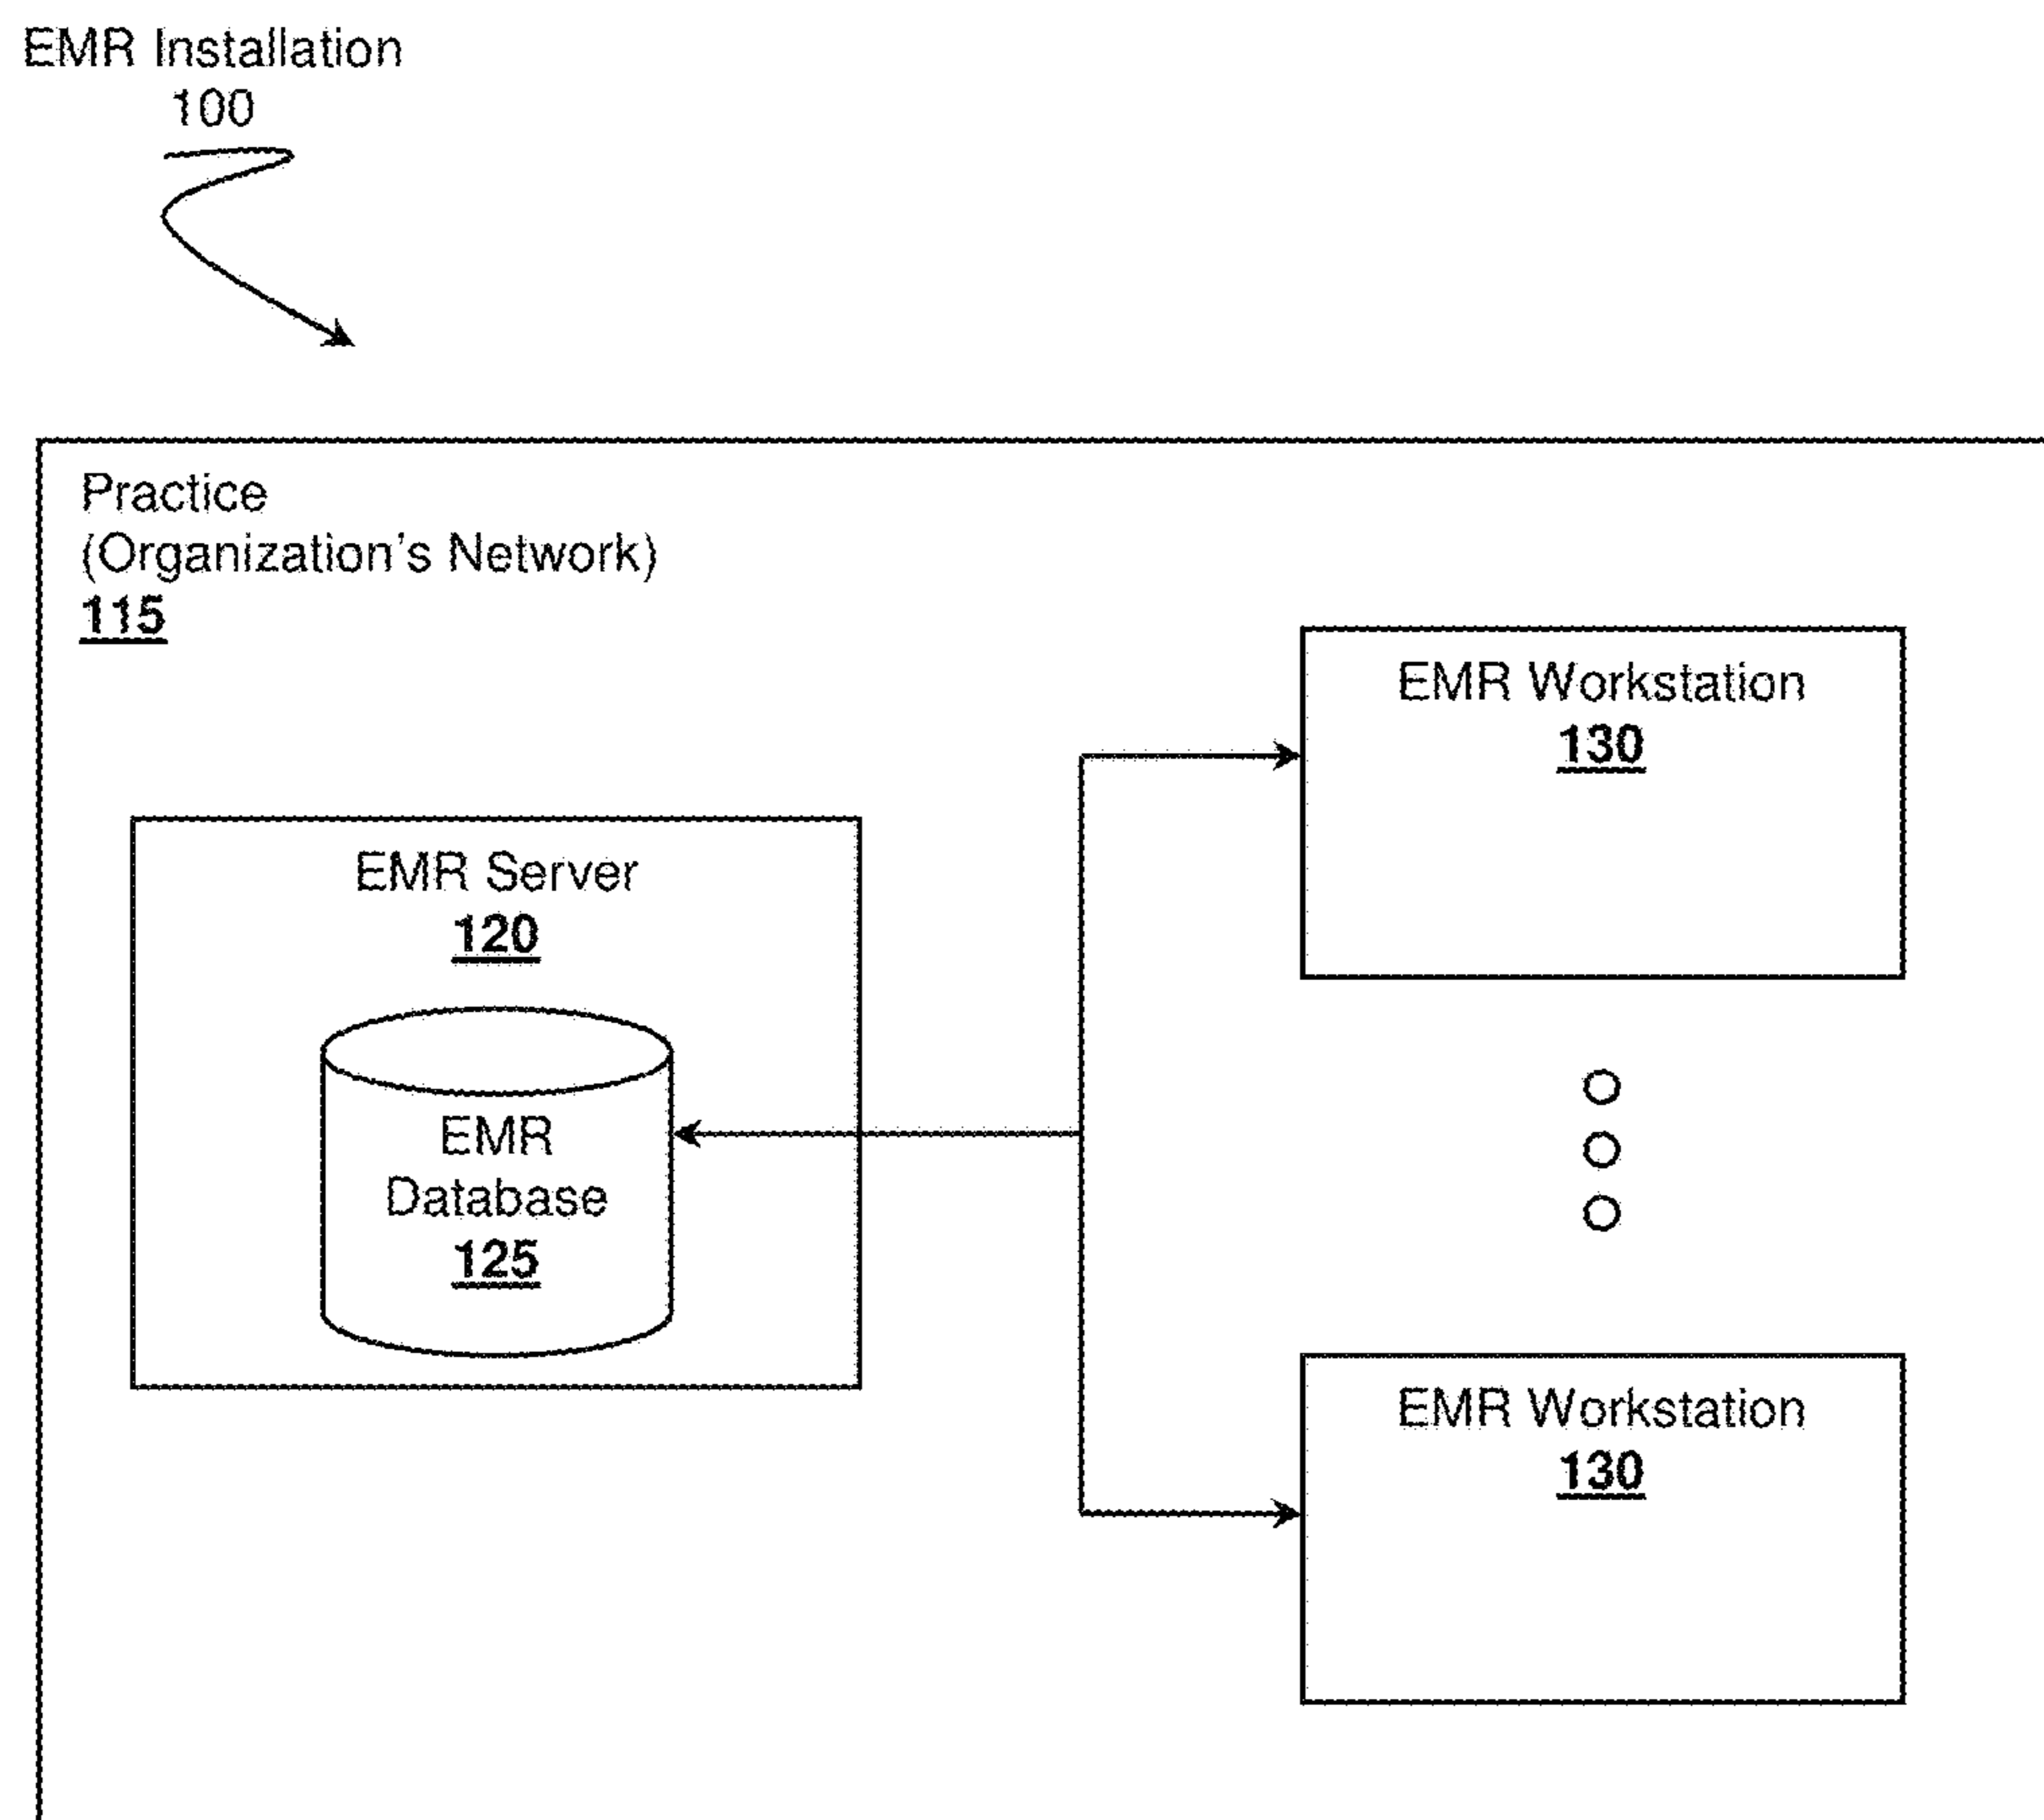 EMR Installation
100
Practice
(Organization's Network)
115
EMR Workstation
130
EMR Server
120
EMR
Database
125
EMR Workstation
130